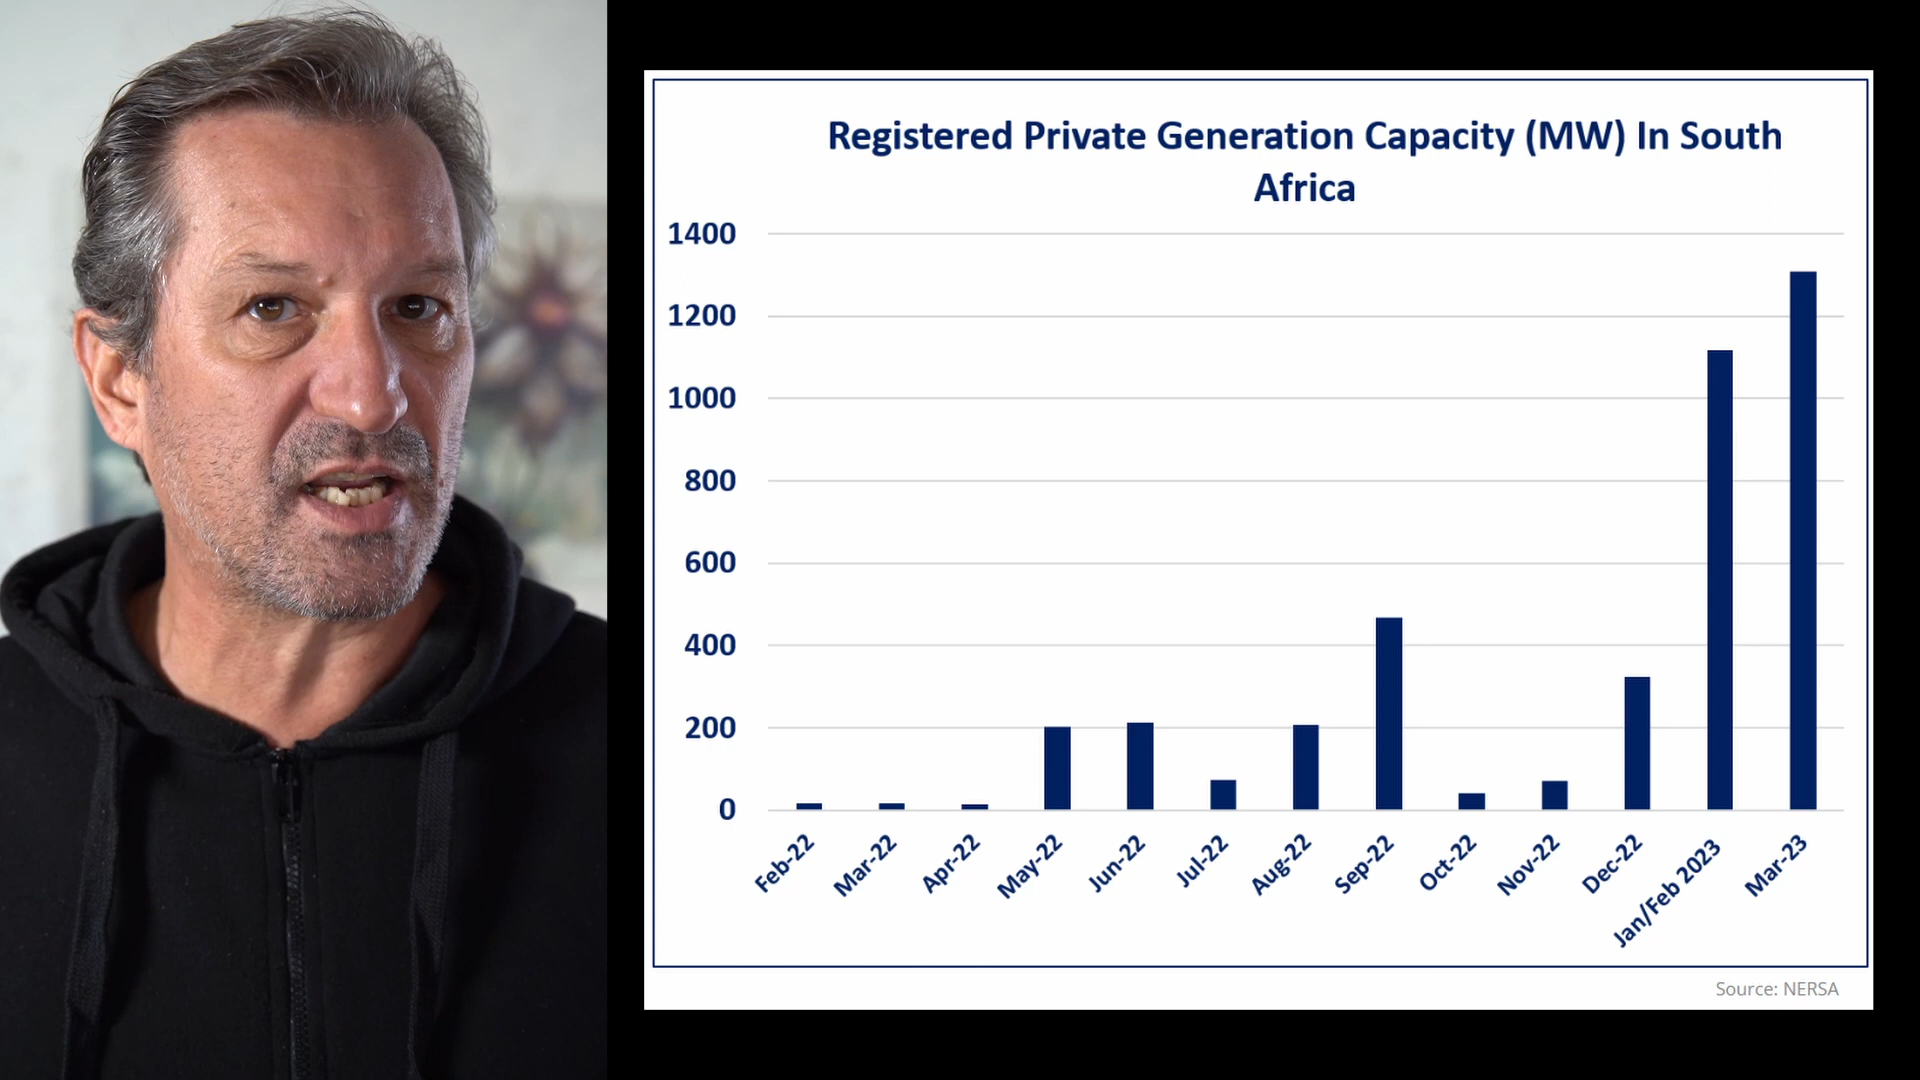 Registered Private Generation Capacity (MW) In South
Africa
1400
1200
1000
800
600
400
200
0
Feb-22
Mar-22
Apr-22
May-22
Jun-22
Jul-22
Aug-22
Sep-22
Oct-22
Nov-22
Dec-22
Jan/Feb 2023
Mar-23
Source: NERSA